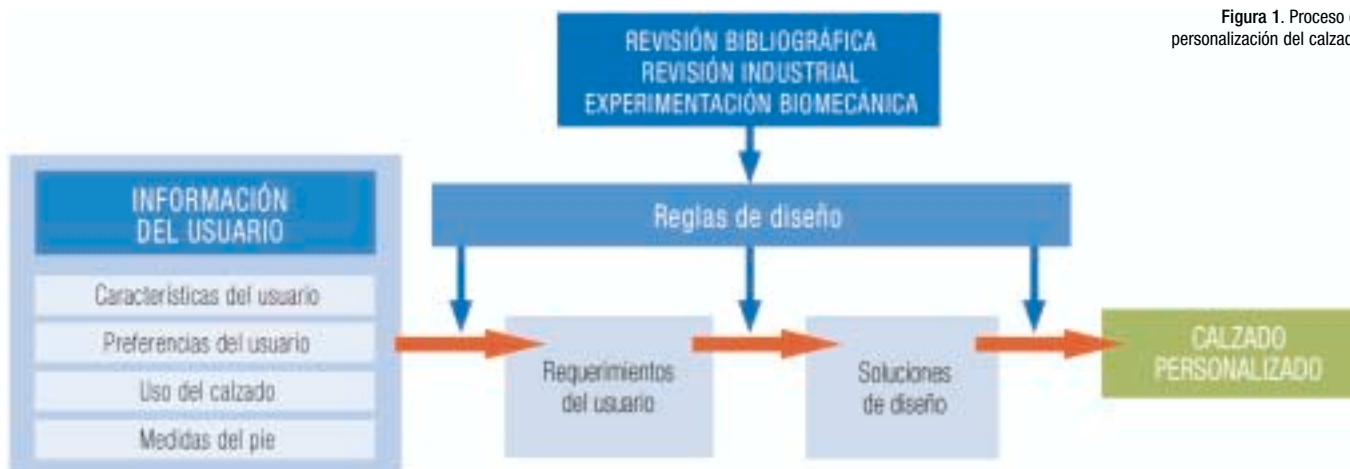 Figura 1. Proceso
personalización del
REVISIÓN BIBLIOGRÁFICA
REVISIÓN INDUSTRIAL
EXPERIMENTACIÓN BIOMECÁNICA
Reglas de diseño
INFORMACIÓN
DEL USUARIO
Características del usuario
Preferencias del usuario
Uso del calzado
Medidas del pie
Requerimientos
del usuario
Soluciones
de diseño
CALZADO
PERSONALIZADO